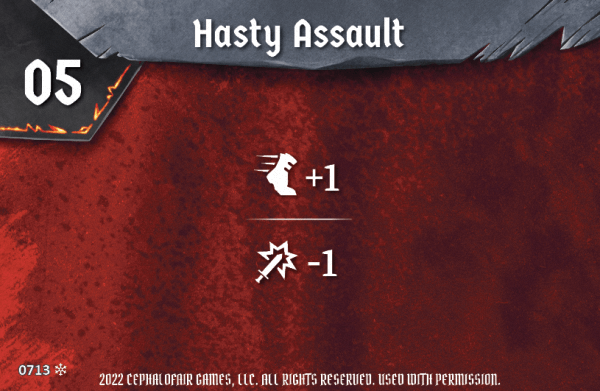 Hasty Assault
05
+1
-1
0713
2022 CEPHALOFAIR GAMES, LLC. ALL RIGHTS RESERVED. USED WITH PERMISSION.